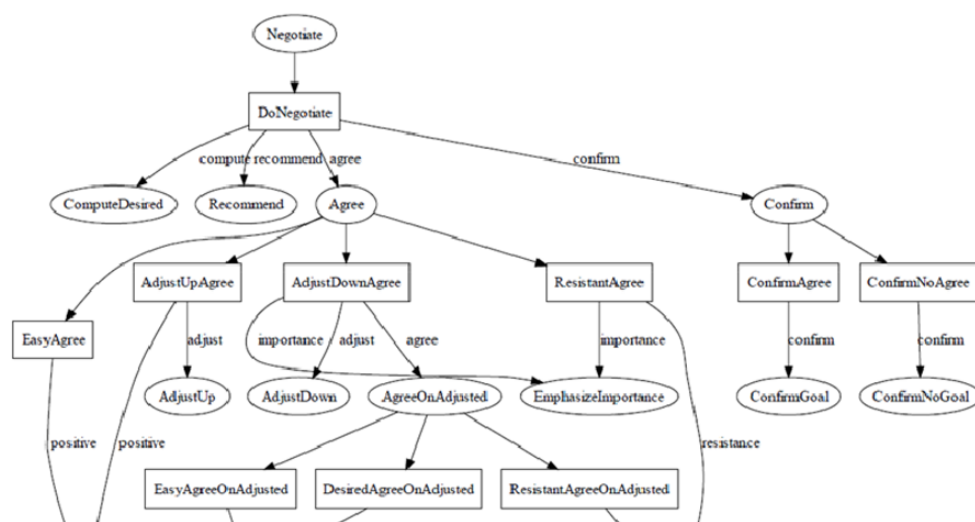 Negotiate
DoNegotiate
compute recommend agree
confirm
ComputeDesired
Recommend
Agree
Confirm
AdjustUpAgree
AdjustDownAgree
ResistantAgree
ConfirmAgree
ConfirmNoAgree
EasyAgree
adjust
importance
adjust
agree
importance
confirm
confirm
AdjustUp
AdjustDown
AgreeOnAdjusted
EmphasizeImportance
ConfirmGoal
ConfirmNoGoal
positive
positive
resistance
EasyAgreeOnAdjusted
DesiredAgreeOnAdjusted
ResistantAgreeOnAdjusted